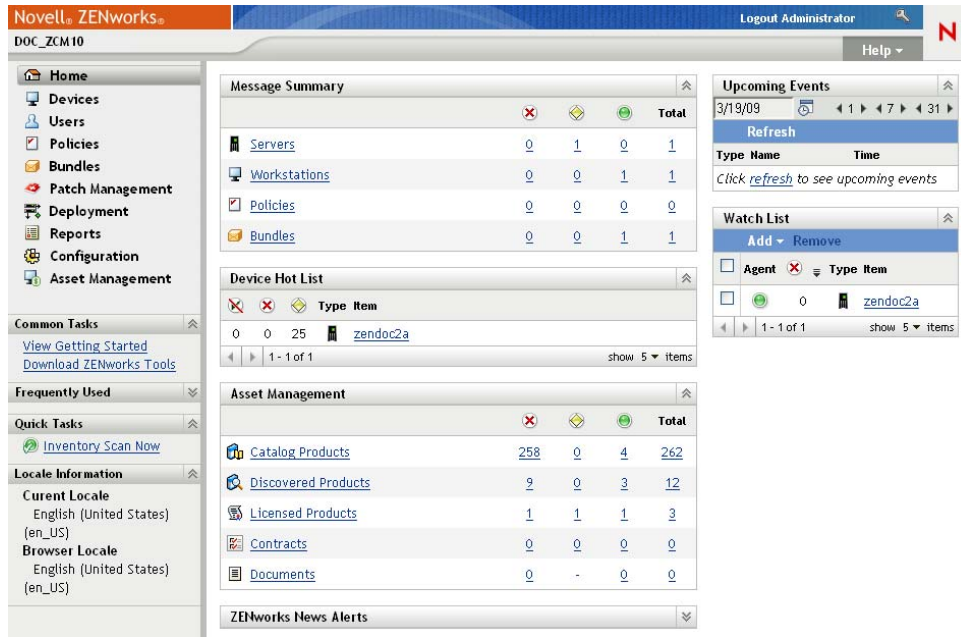 Novell® ZENworks®
Logout Administrator
N
DOC_ZCM10
Help
Home
Devices
Users
Policies
Bundles
Patch Management
Deployment
Reports
Configuration
Asset Management
Common Tasks
View Getting Started
Download ZENworks Tools
Frequently Used
Quick Tasks
Inventory Scan Now
Locale Information
Curent Locale
English (United States)
(en_US)
Browser Locale
English (United States)
(en_US)
Message Summary
Total
Servers 0 1 0 1
Workstations 0 0 1 1
Policies 0 0 0 0
Bundles 0 0 1 1
Device Hot List
Type Item
0 0 25 zendoc2a
1 - 1 of 1 show 5 items
Asset Management
Total
Catalog Products 258 0 4 262
Discovered Products 9 0 3 12
Licensed Products 1 1 1 3
Contracts 0 0 0 0
Documents 0 - 0 0
ZENworks News Alerts
Upcoming Events
3/19/09 1 7 31
Refresh
Type Name Time
Click refresh to see upcoming events
Watch List
Add Remove
Agent Type Item
0 zendoc2a
1 - 1 of 1 show 5 items